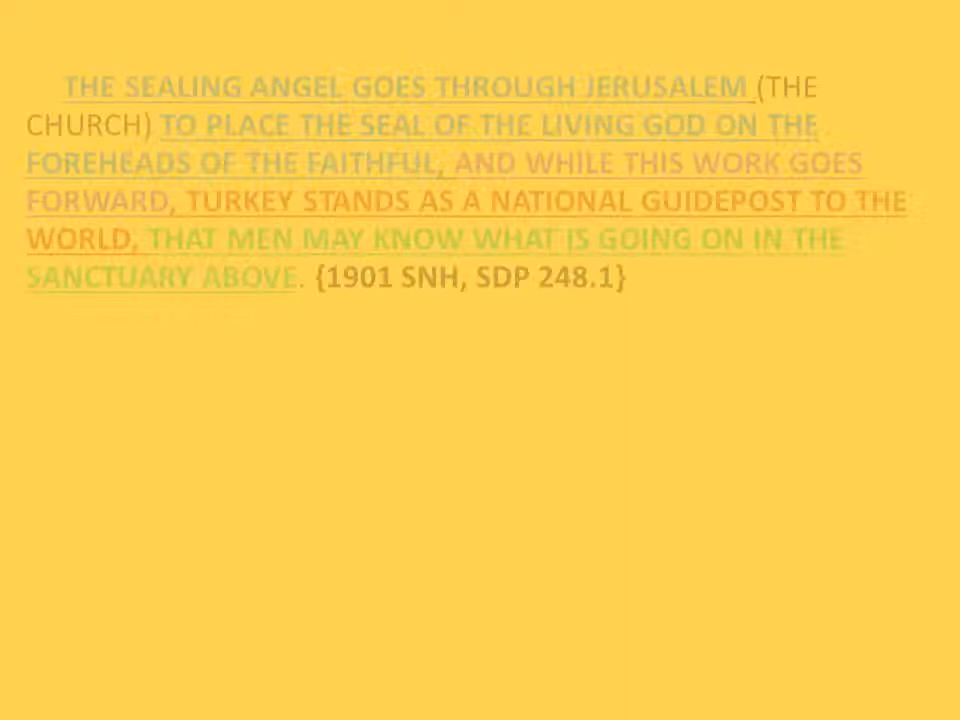 THE SEALING ANGEL GOES THROUGH JERUSALEM (THE
CHURCH) TO PLACE THE SEAL OF THE LIVING GOD ON THE
FOREHEADS OF THE FAITHFUL, AND WHILE THIS WORK GOES
FORWARD, TURKEY STANDS AS A NATIONAL GUIDEPOST TO THE
WORLD, THAT MEN MAY KNOW WHAT IS GOING ON IN THE
SANCTUARY ABOVE. {1901 SNH, SDP 248.1}